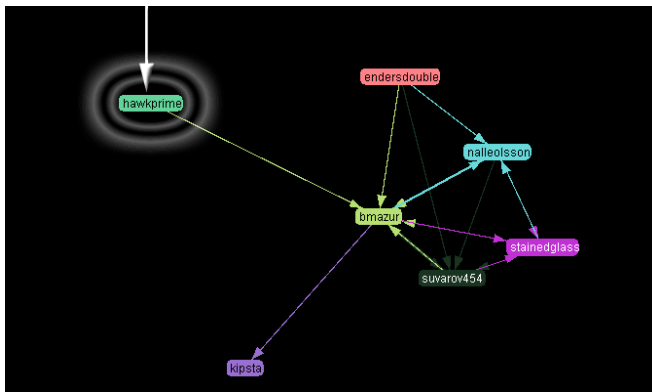 endersdouble
hawkprime
nalleolsson
bmazur
stainedglass
suvarov454
kipsta